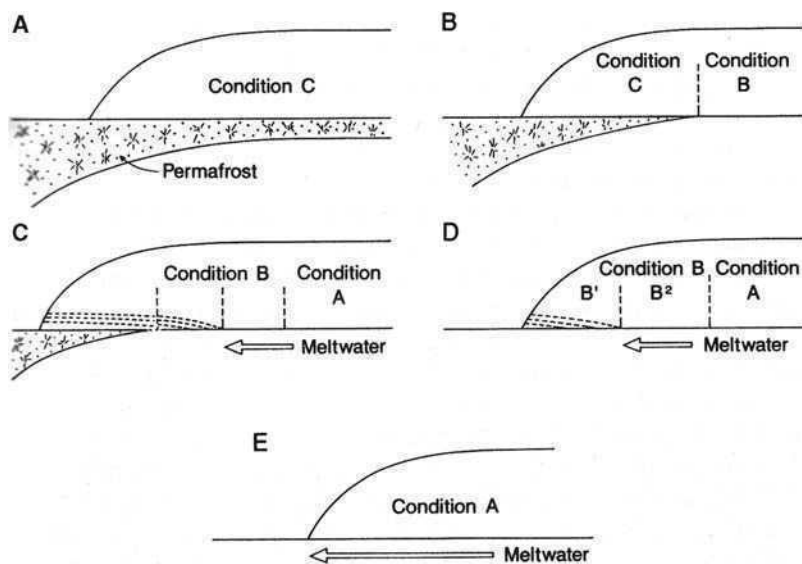 A
Condition C
Permafrost
B
Condition
C
Condition
B
C
Condition B
Condition
A
Meltwater
D
Condition B
B' B²
Condition
A
Meltwater
E
Condition A
Meltwater